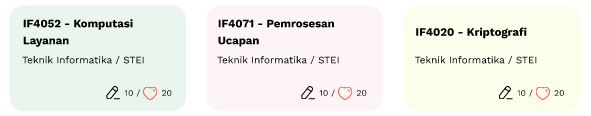 IF4052 - Komputasi
Layanan
Teknik Informatika / STEI
10 / 20
IF4071 - Pemrosesan
Ucapan
Teknik Informatika / STEI
10 / 20
IF4020 - Kriptografi
Teknik Informatika / STEI
10 / 20